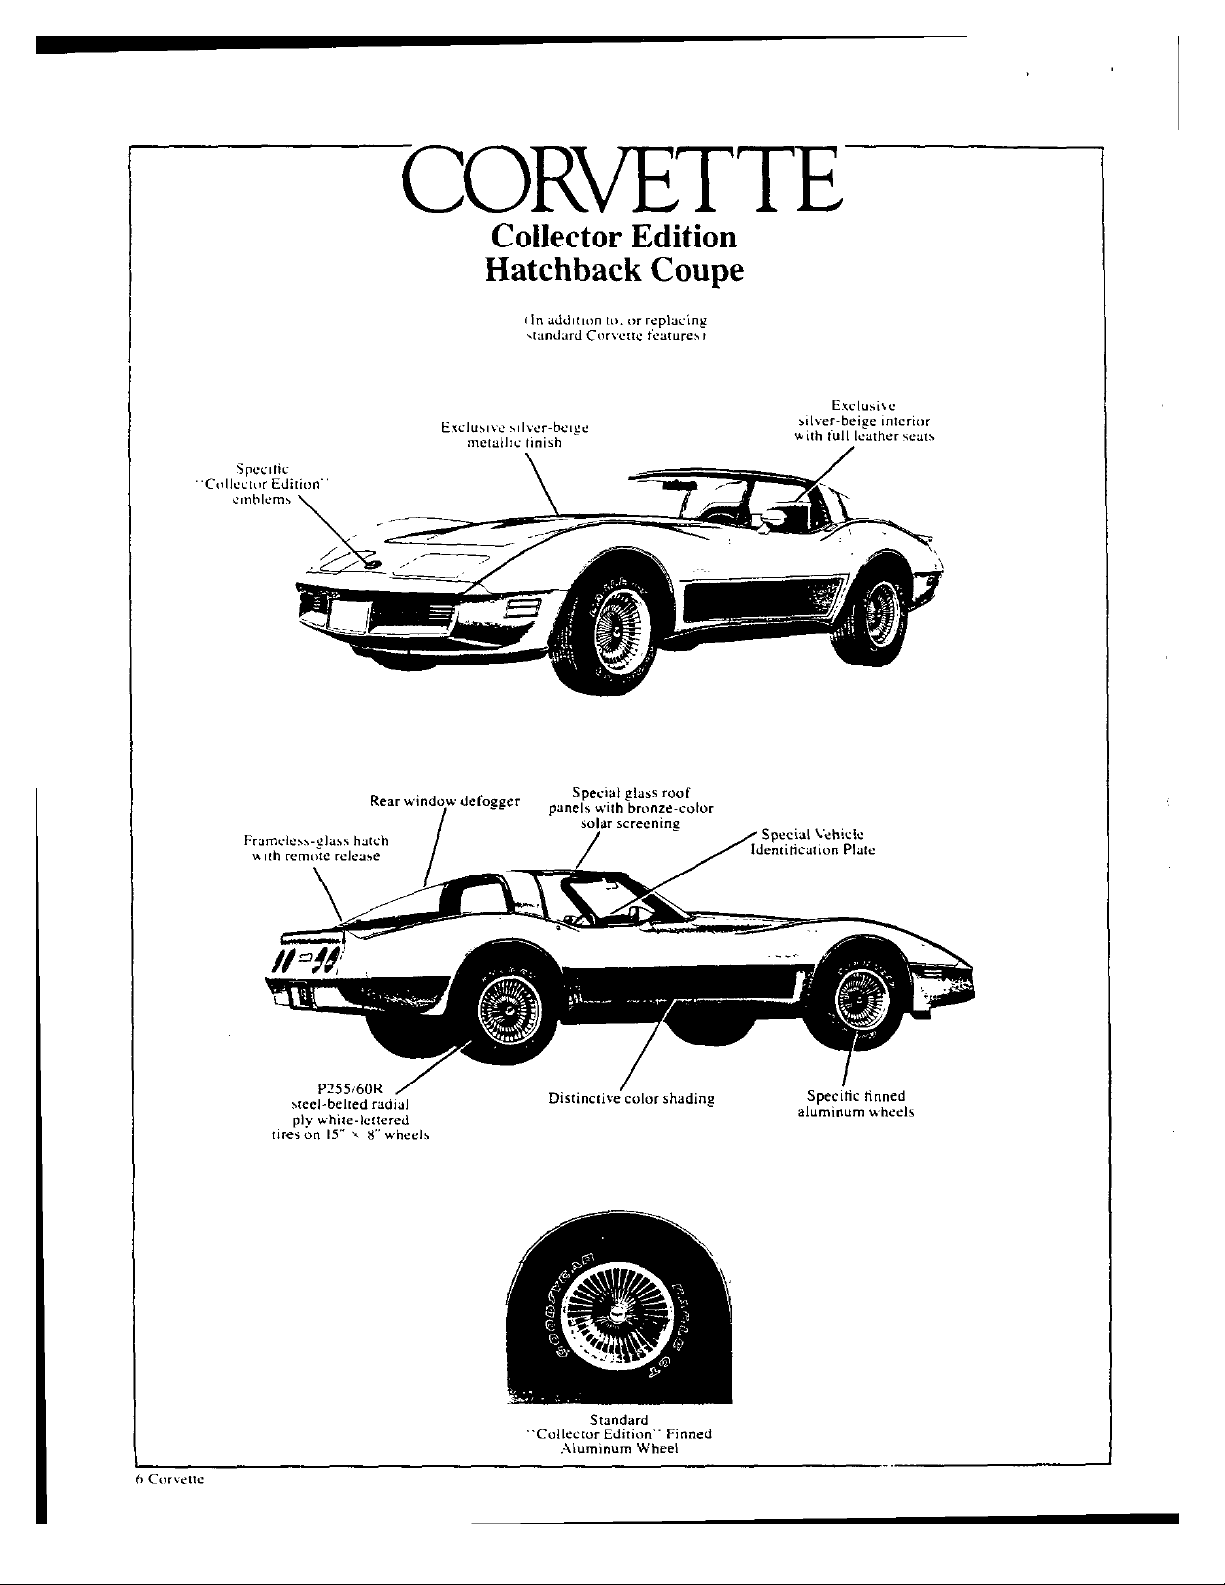 CORVETTE
Collector Edition
Hatchback Coupe
(In addition to, or replacing
standard Corvette features)
Exclusive
silver-beige interior
with full leather seats
Exclusive silver-beige
metallic finish
Specific
"Collector Edition"
emblems
Rear window defogger
Special glass roof
panels with bronze-color
solar screening
Frameless-glass hatch
with remote release
Special Vehicle
Identification Plate
P255/60R
steel-belted radial
ply white-lettered
tires on 15" x 8" wheels
Distinctive color shading
Specific finned
aluminum wheels
GOODYEAR
EAGLE GT
Standard
"Collector Edition" Finned
Aluminum Wheel
6 Corvette